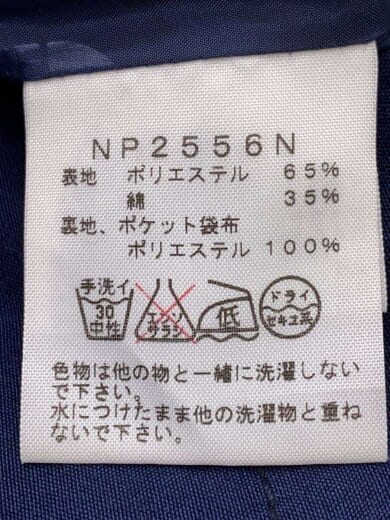 NP2556N
表地 ポリエステル 65%
綿 35%
裏地、ポケット袋布
ポリエステル 100%
手洗イ
30
中性
エンソ
サラシ
低
ドライ
セキユ系
色物は他の物と一緒に洗濯しない
で下さい。
水につけたまま他の洗濯物と重ね
ないで下さい。